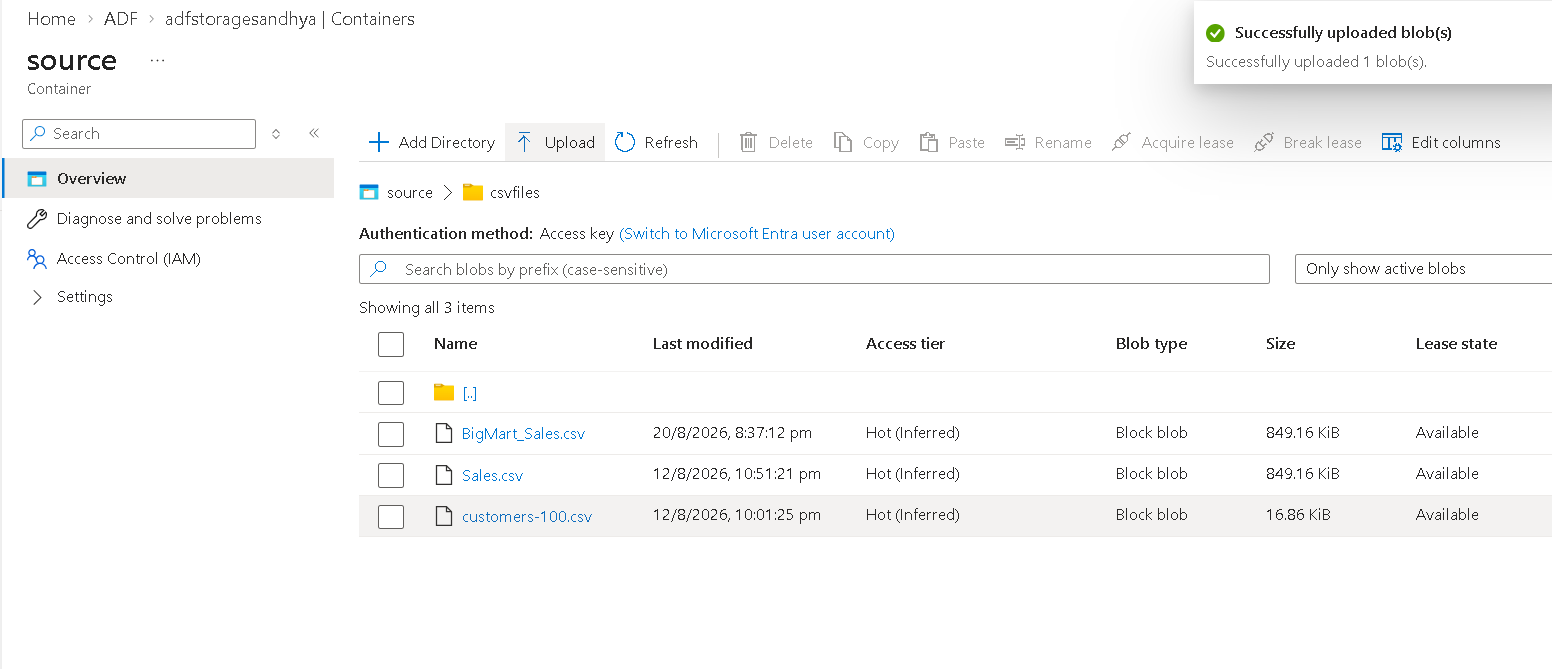 Home > ADF > adfstoragesandhya | Containers
source ...
Container
Successfully uploaded blob(s)
Successfully uploaded 1 blob(s).
Search
Overview
Diagnose and solve problems
Access Control (IAM)
Settings
Add Directory Upload Refresh Delete Copy Paste Rename Acquire lease Break lease Edit columns
source > csvfiles
Authentication method: Access key (Switch to Microsoft Entra user account)
Search blobs by prefix (case-sensitive) Only show active blobs
Showing all 3 items
Name Last modified Access tier Blob type Size Lease state
[..]
BigMart_Sales.csv 20/8/2026, 8:37:12 pm Hot (Inferred) Block blob 849.16 KiB Available
Sales.csv 12/8/2026, 10:51:21 pm Hot (Inferred) Block blob 849.16 KiB Available
customers-100.csv 12/8/2026, 10:01:25 pm Hot (Inferred) Block blob 16.86 KiB Available